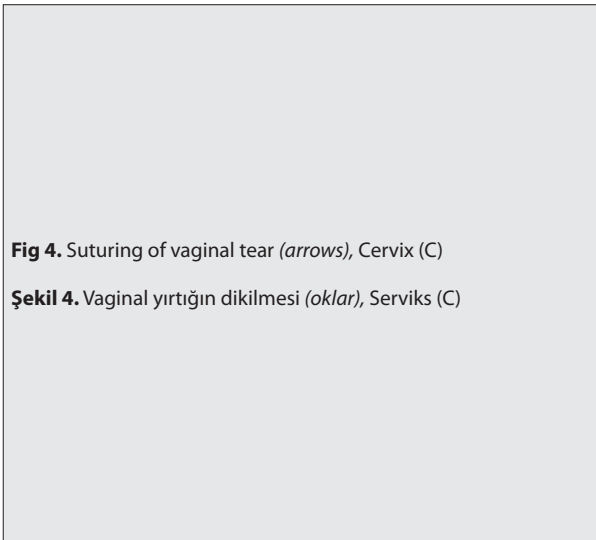 Fig 4. Suturing of vaginal tear (arrows), Cervix (C)
Şekil 4. Vaginal yırtığın dikilmesi (oklar), Serviks (C)